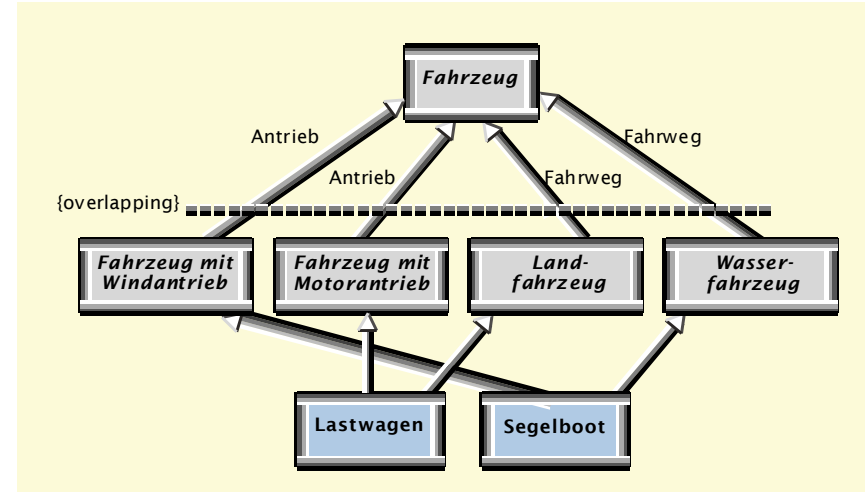 Fahrzeug
Antrieb
Fahrweg
Antrieb
Fahrweg
{overlapping}
Fahrzeug mit
Windantrieb
Fahrzeug mit
Motorantrieb
Land-
fahrzeug
Wasser-
fahrzeug
Lastwagen
Segelboot